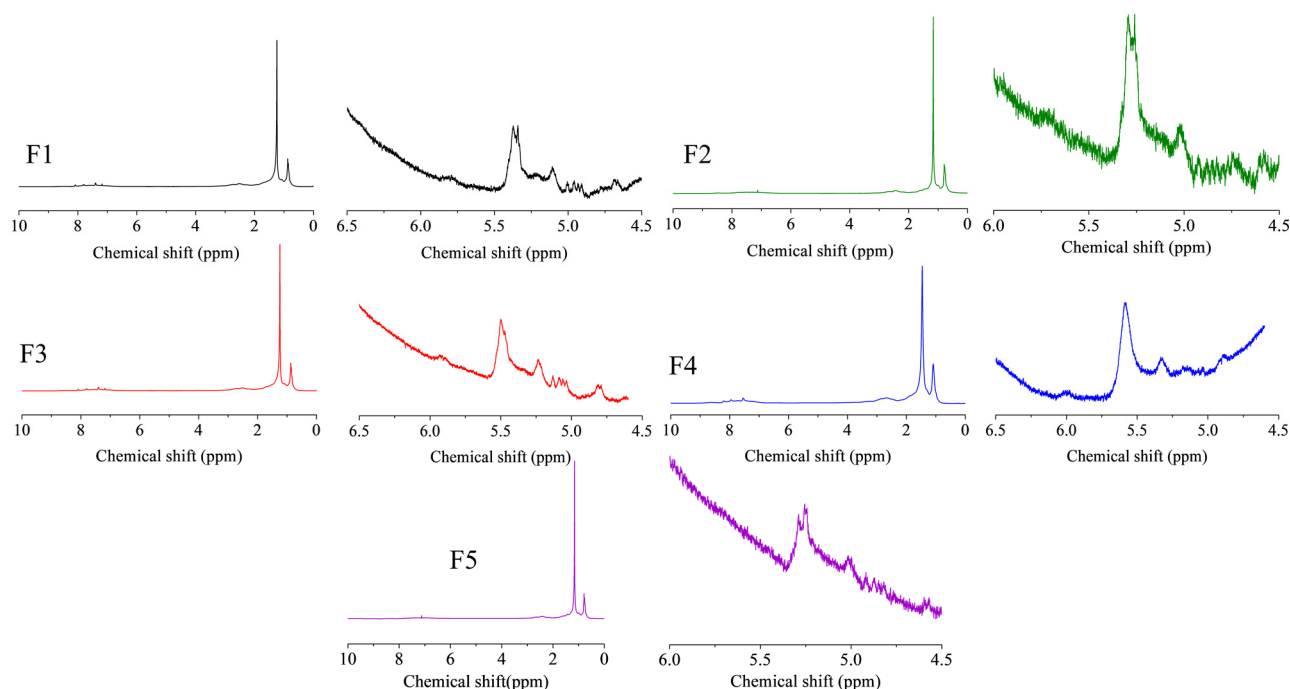 F1
10 8 6 4 2 0
Chemical shift (ppm)
6.5 6.0 5.5 5.0 4.5
Chemical shift (ppm)
F2
10 8 6 4 2 0
Chemical shift (ppm)
6.0 5.5 5.0 4.5
Chemical shift (ppm)
F3
10 8 6 4 2 0
Chemical shift (ppm)
6.5 6.0 5.5 5.0 4.5
Chemical shift (ppm)
F4
10 8 6 4 2 0
Chemical shift (ppm)
6.5 6.0 5.5 5.0 4.5
Chemical shift (ppm)
F5
10 8 6 4 2 0
Chemical shift(ppm)
6.0 5.5 5.0 4.5
Chemical shift (ppm)